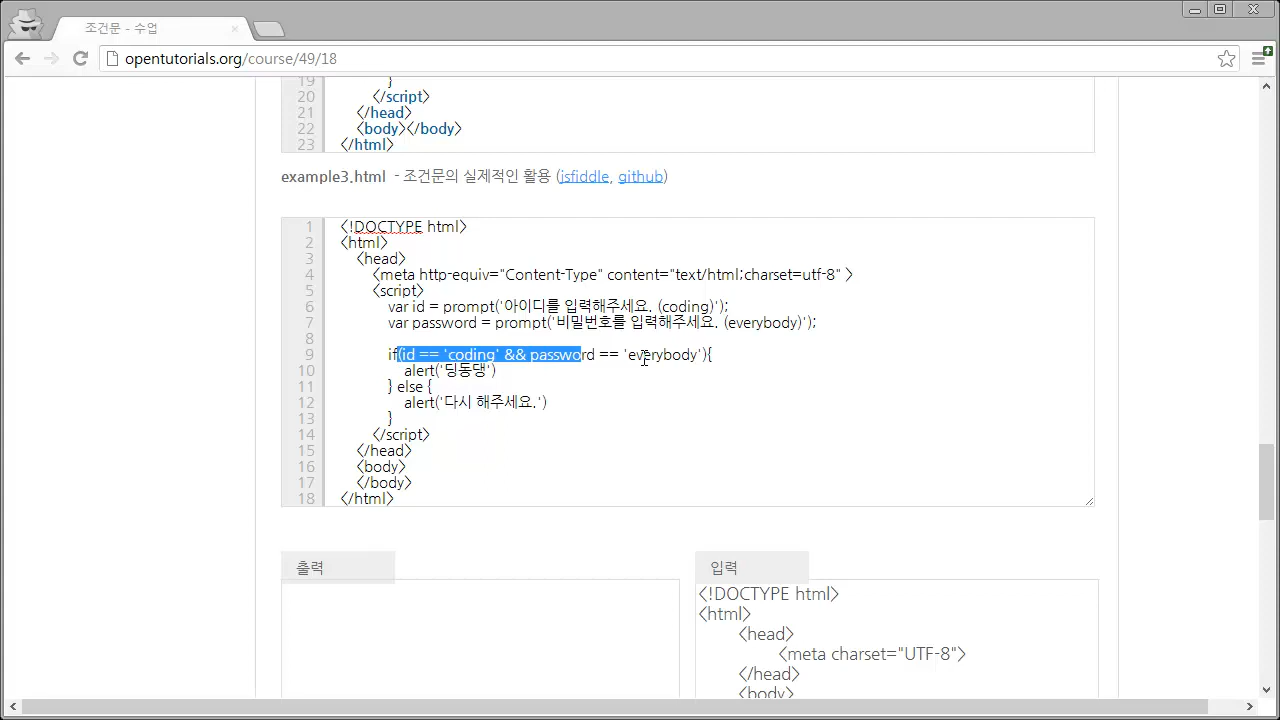 조건문 - 수업
opentutorials.org/course/49/18
19 }
20 </script>
21 </head>
22 <body></body>
23 </html>
example3.html - 조건문의 실제적인 활용 (jsfiddle, github)
1 <!DOCTYPE html>
2 <html>
3 <head>
4 <meta http-equiv="Content-Type" content="text/html;charset=utf-8" >
5 <script>
6 var id = prompt('아이디를 입력해주세요. (coding)');
7 var password = prompt('비밀번호를 입력해주세요. (everybody)');
8
9 if(id == 'coding' && password == 'everybody'){
10 alert('딩동댕')
11 } else {
12 alert('다시 해주세요.')
13 }
14 </script>
15 </head>
16 <body>
17 </body>
18 </html>
출력
입력
<!DOCTYPE html>
<html>
<head>
<meta charset="UTF-8">
</head>
<body>